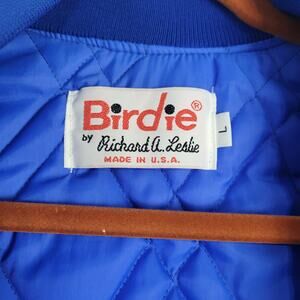 Birdie®
by Richard A. Leslie
MADE IN U.S.A.
L